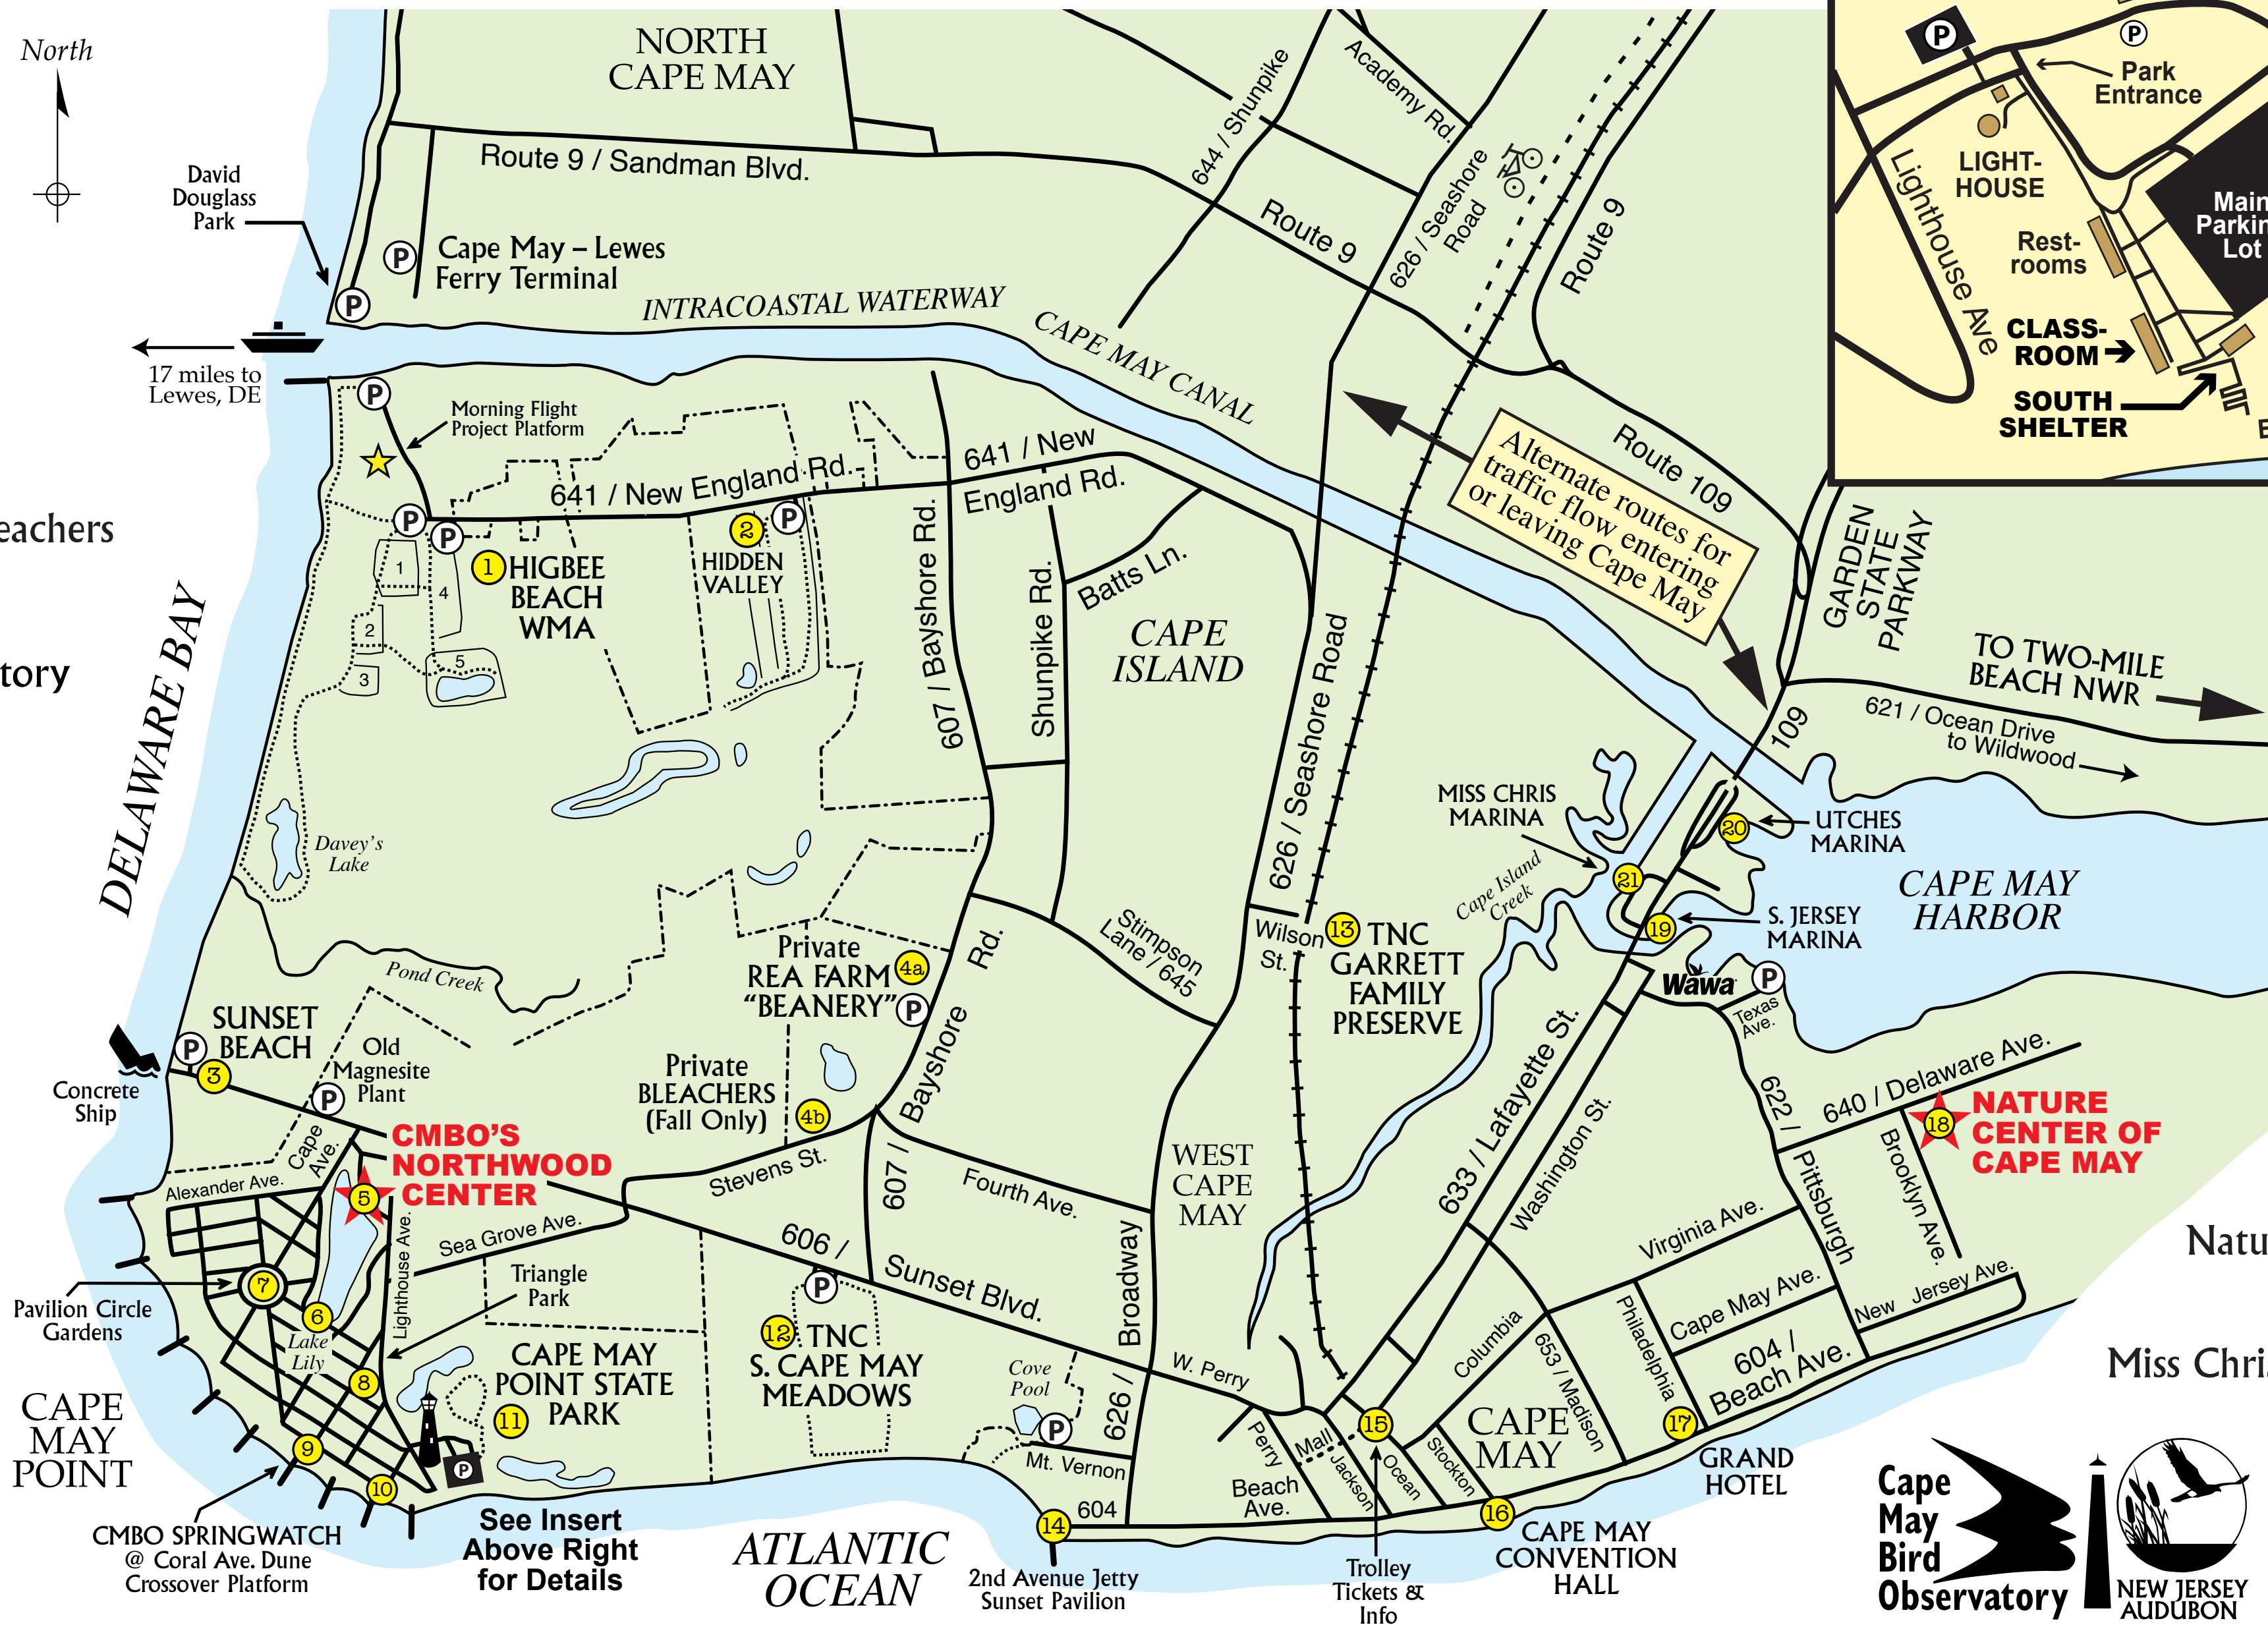 North
NORTH
CAPE MAY
644 / Shunpike
Academy Rd.
626 / Seashore
Road
Route 9 / Sandman Blvd.
Route 9
Route 9
David
Douglass
Park
P
Cape May – Lewes
Ferry Terminal
P
INTRACOASTAL WATERWAY
CAPE MAY CANAL
17 miles to
Lewes, DE
P
Morning Flight
Project Platform
P
P
Park
Entrance
LIGHT-
HOUSE
Lighthouse Ave
Main
Parkin
Lot
Rest-
rooms
CLASS-
ROOM
SOUTH
SHELTER
E
Alternate routes for
traffic flow entering
or leaving Cape May
Route 109
GARDEN
STATE
PARKWAY
TO TWO-MILE
BEACH NWR
621 / Ocean Drive
to Wildwood
109
641 / New England Rd.
641 / New
England Rd.
eachers
tory
P
P
1
HIGBEE
BEACH
WMA
1
4
2
3
5
2
P
HIDDEN
VALLEY
607 / Bayshore Rd.
Shunpike Rd.
Batts Ln.
CAPE
ISLAND
626 / Seashore Road
DELAWARE BAY
Davey's
Lake
Pond Creek
MISS CHRIS
MARINA
Cape Island
Creek
20
UTCHES
MARINA
21
19
S. JERSEY
MARINA
CAPE MAY
HARBOR
Wawa
P
Texas
Ave.
Wilson
St.
13
TNC
GARRETT
FAMILY
PRESERVE
Stimpson
Lane / 645
Private
REA FARM
“BEANERY”
4a
P
Bayshore Rd.
Private
BLEACHERS
(Fall Only)
4b
SUNSET
BEACH
P
3
Concrete
Ship
Old
Magnesite
Plant
P
Cape
Ave.
Alexander Ave.
CMBO'S
NORTHWOOD
CENTER
5
Stevens St.
Sea Grove Ave.
607 /
Fourth Ave.
WEST
CAPE
MAY
633 / Lafayette St.
Washington St.
622 / Pittsburgh
640 / Delaware Ave.
Brooklyn Ave.
18
NATURE
CENTER OF
CAPE MAY
Natu
Virginia Ave.
Cape May Ave.
New Jersey Ave.
Philadelphia
604 /
Beach Ave.
17
GRAND
HOTEL
Miss Chri
606 / Sunset Blvd.
Broadway
626 /
W. Perry
Columbia
653 / Madison
CAPE
MAY
Pavilion Circle
Gardens
7
6
Lake
Lily
Lighthouse Ave.
Triangle
Park
8
9
10
P
CAPE MAY
POINT STATE
PARK
11
P
12
TNC
S. CAPE MAY
MEADOWS
Cove
Pool
P
Mt. Vernon
604
14
2nd Avenue Jetty
Sunset Pavilion
Perry
Mall
Jackson
Ocean
Stockton
Beach
Ave.
15
Trolley
Tickets &
Info
16
CAPE MAY
CONVENTION
HALL
CAPE
MAY
POINT
CMBO SPRINGWATCH
@ Coral Ave. Dune
Crossover Platform
See Insert
Above Right
for Details
ATLANTIC
OCEAN
Cape
May
Bird
Observatory
NEW JERSEY
AUDUBON